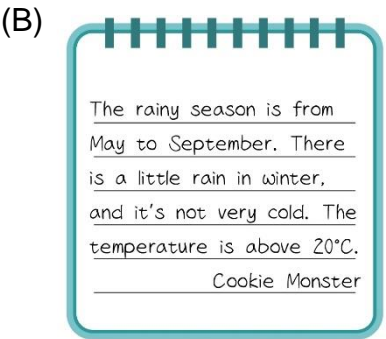 (B)
The rainy season is from
May to September. There
is a little rain in winter,
and it's not very cold. The
temperature is above 20°C.
Cookie Monster